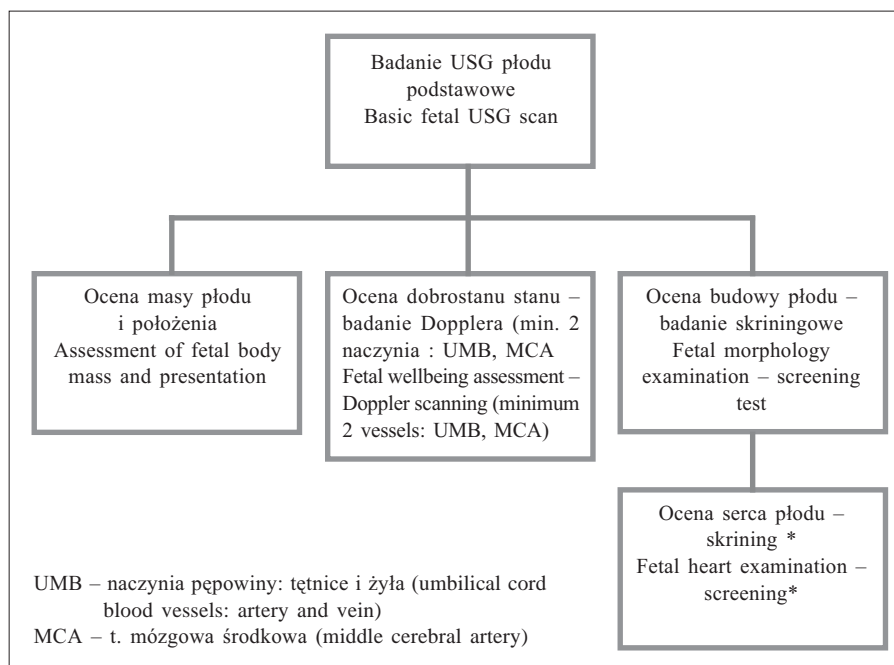 Badanie USG płodu
podstawowe
Basic fetal USG scan
Ocena masy płodu
i położenia
Assessment of fetal body
mass and presentation
Ocena dobrostanu stanu –
badanie Dopplera (min. 2
naczynia : UMB, MCA
Fetal wellbeing assessment –
Doppler scanning (minimum
2 vessels: UMB, MCA)
Ocena budowy płodu –
badanie skriningowe
Fetal morphology
examination – screening
test
Ocena serca płodu –
skrining *
Fetal heart examination –
screening*
UMB – naczynia pępowiny: tętnice i żyła (umbilical cord
blood vessels: artery and vein)
MCA – t. mózgowa środkowa (middle cerebral artery)